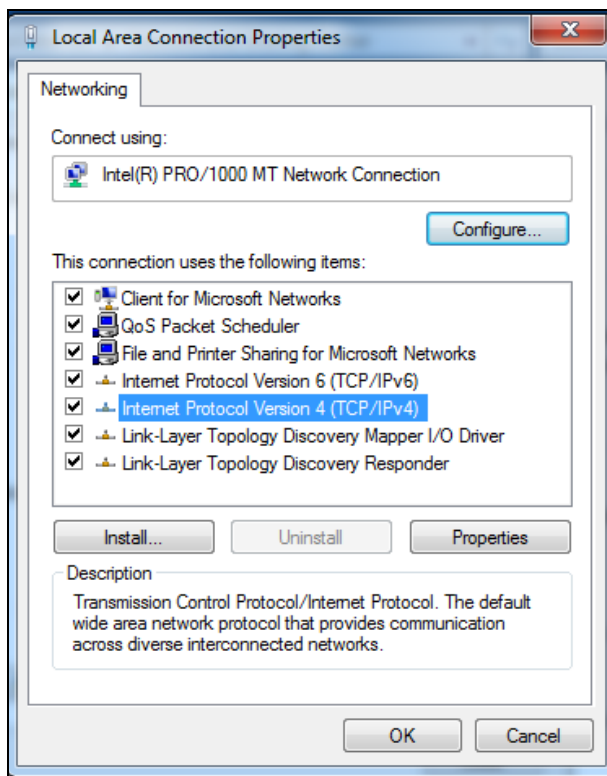 Local Area Connection Properties
Networking
Connect using:
Intel(R) PRO/1000 MT Network Connection
Configure...
This connection uses the following items:
Client for Microsoft Networks
QoS Packet Scheduler
File and Printer Sharing for Microsoft Networks
Internet Protocol Version 6 (TCP/IPv6)
Internet Protocol Version 4 (TCP/IPv4)
Link-Layer Topology Discovery Mapper I/O Driver
Link-Layer Topology Discovery Responder
Install... Uninstall Properties
Description
Transmission Control Protocol/Internet Protocol. The default
wide area network protocol that provides communication
across diverse interconnected networks.
OK Cancel